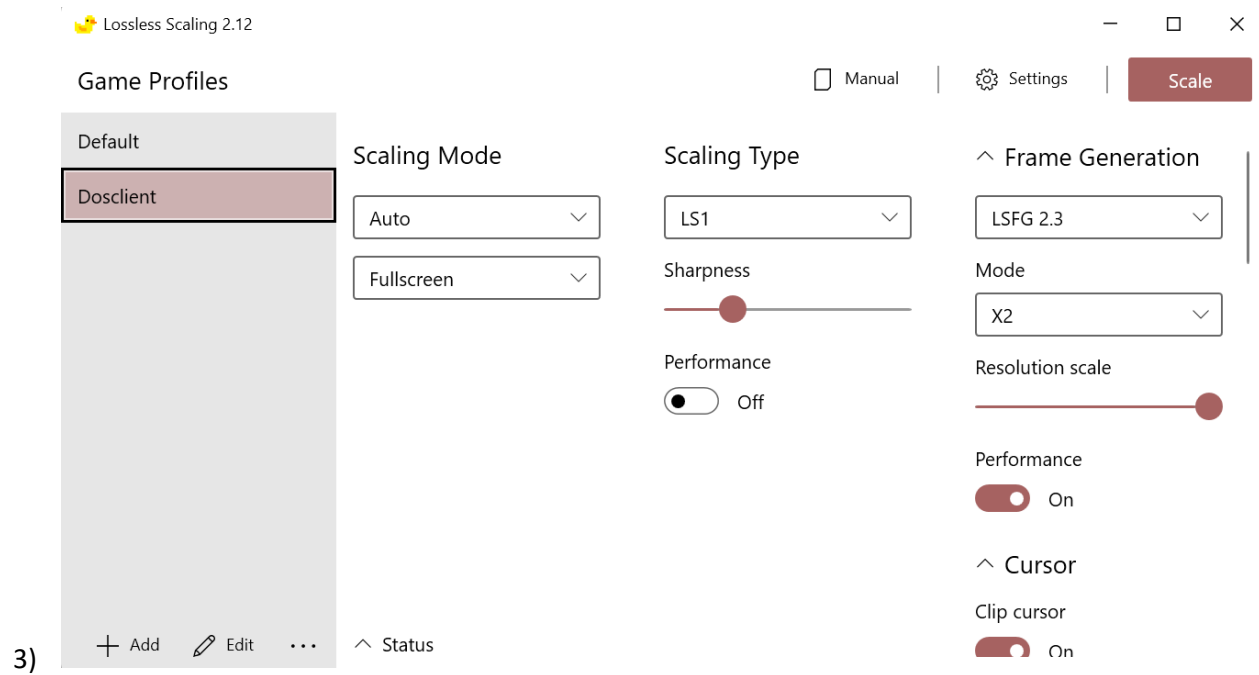 Lossless Scaling 2.12
Game Profiles
Manual
Settings
Scale
Default
Dosclient
Scaling Mode
Auto
Fullscreen
Scaling Type
LS1
Sharpness
Performance
Off
Frame Generation
LSFG 2.3
Mode
X2
Resolution scale
Performance
On
Cursor
Clip cursor
On
Add
Edit
Status
3)